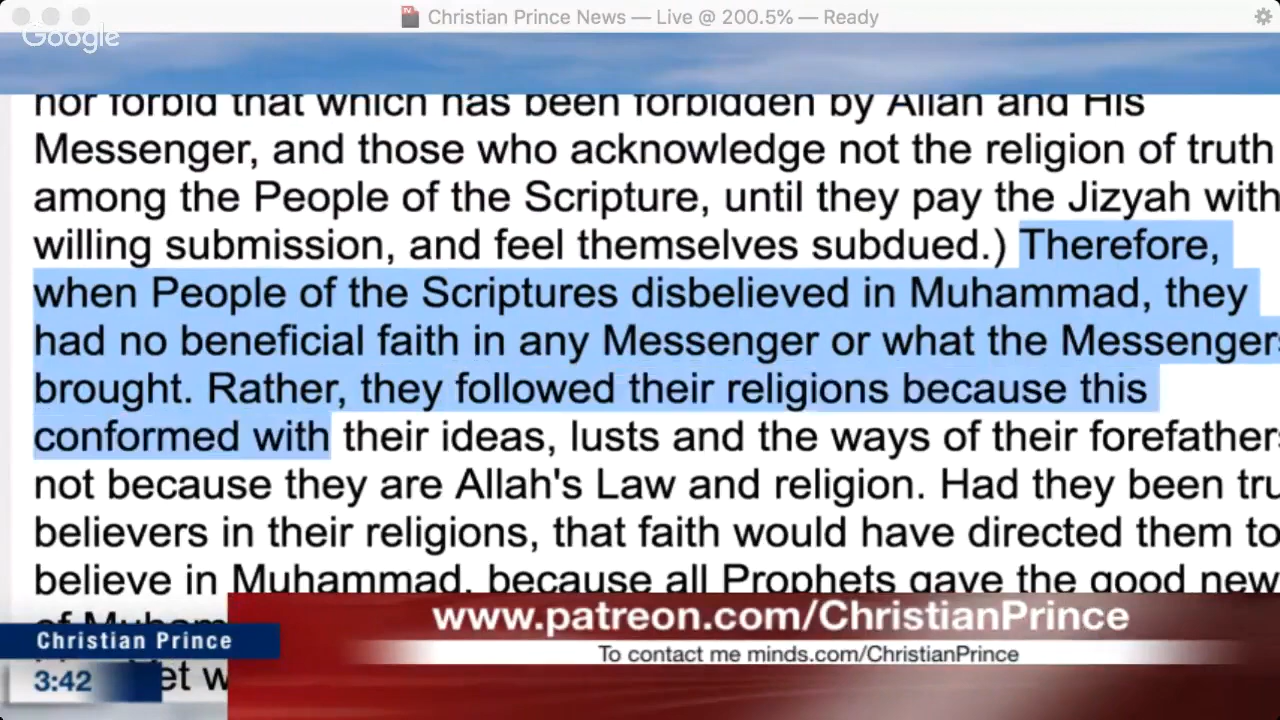 Christian Prince News — Live @ 200.5% — Ready
Google
nor forbid that which has been forbidden by Allah and His
Messenger, and those who acknowledge not the religion of truth
among the People of the Scripture, until they pay the Jizyah with
willing submission, and feel themselves subdued.) Therefore,
when People of the Scriptures disbelieved in Muhammad, they
had no beneficial faith in any Messenger or what the Messengers
brought. Rather, they followed their religions because this
conformed with their ideas, lusts and the ways of their forefathers
not because they are Allah's Law and religion. Had they been tru
believers in their religions, that faith would have directed them to
believe in Muhammad, because all Prophets gave the good new
www.patreon.com/ChristianPrince
Christian Prince
To contact me minds.com/ChristianPrince
3:42